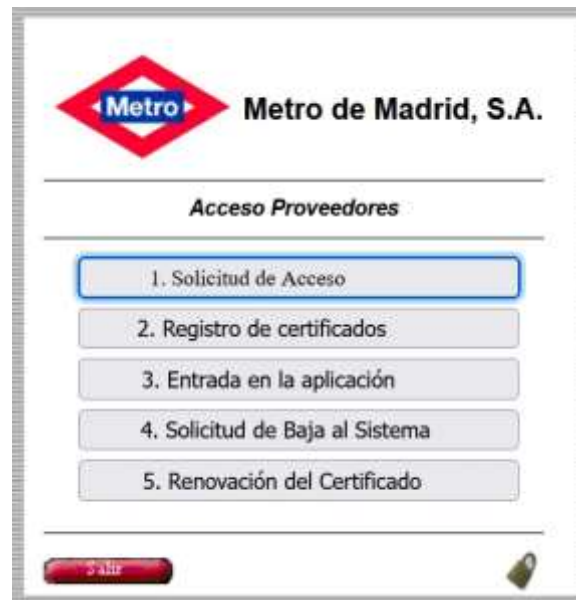 Metro
Metro de Madrid, S.A.
Acceso Proveedores
1. Solicitud de Acceso
2. Registro de certificados
3. Entrada en la aplicación
4. Solicitud de Baja al Sistema
5. Renovación del Certificado
Salir